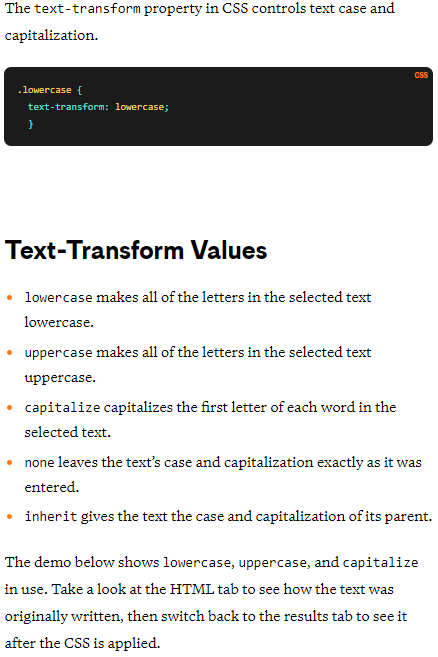 The text-transform property in CSS controls text case and
capitalization.
CSS
.lowercase {
text-transform: lowercase;
}
Text-Transform Values
• lowercase makes all of the letters in the selected text
lowercase.
• uppercase makes all of the letters in the selected text
uppercase.
• capitalize capitalizes the first letter of each word in the
selected text.
• none leaves the text’s case and capitalization exactly as it was
entered.
• inherit gives the text the case and capitalization of its parent.
The demo below shows lowercase, uppercase, and capitalize
in use. Take a look at the HTML tab to see how the text was
originally written, then switch back to the results tab to see it
after the CSS is applied.